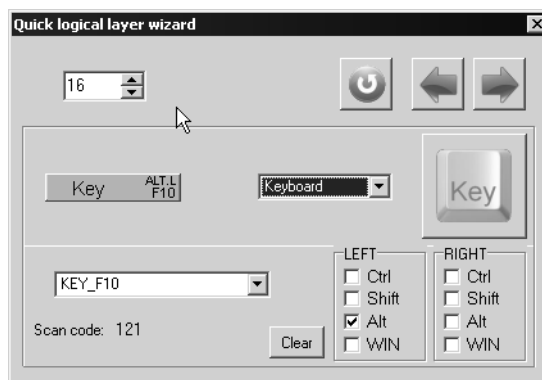 Quick logical layer wizard
16
Key ALT.L
F10
Keyboard
Key
KEY_F10
Scan code: 121
Clear
LEFT
Ctrl
Shift
Alt
WIN
RIGHT
Ctrl
Shift
Alt
WIN